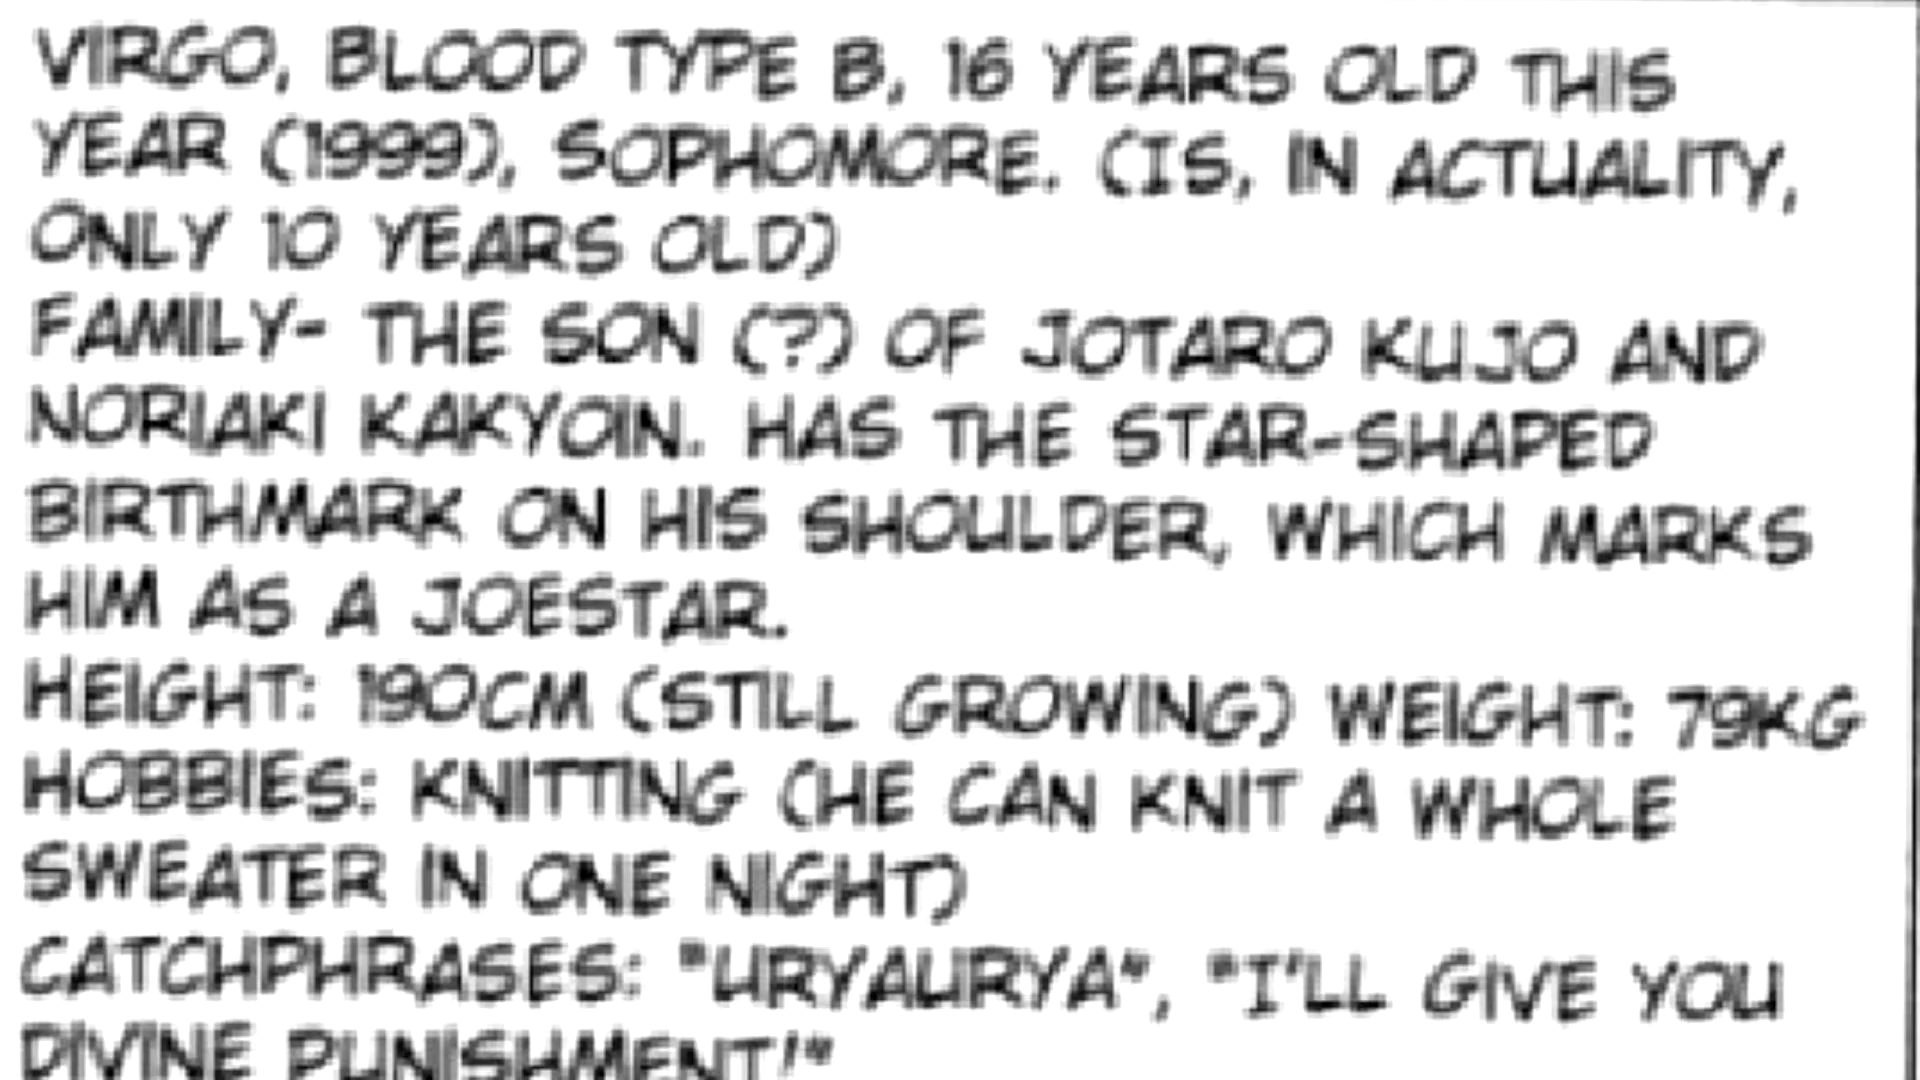 VIRGO, BLOOD TYPE B, 16 YEARS OLD THIS
YEAR (1999), SOPHOMORE. (IS, IN ACTUALITY,
ONLY 10 YEARS OLD)
FAMILY- THE SON (?) OF JOTARO KUJO AND
NORIAKI KAKYOIN. HAS THE STAR-SHAPED
BIRTHMARK ON HIS SHOULDER, WHICH MARKS
HIM AS A JOESTAR.
HEIGHT: 190CM (STILL GROWING) WEIGHT: 79KG
HOBBIES: KNITTING (HE CAN KNIT A WHOLE
SWEATER IN ONE NIGHT)
CATCHPHRASES: "URYAURYA", "I'LL GIVE YOU
DIVINE PUNISHMENT!"